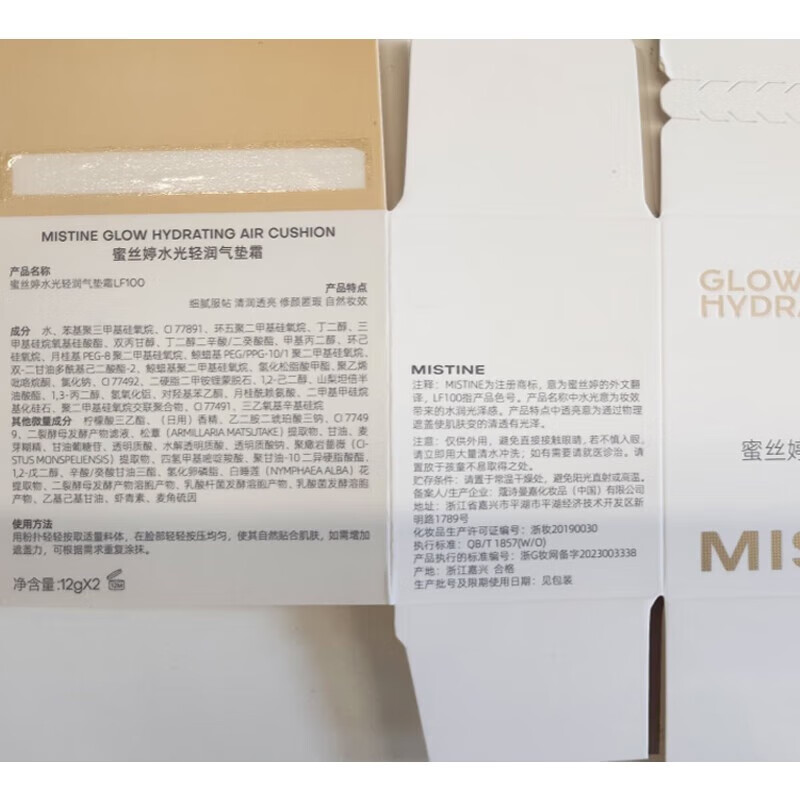 MISTINE GLOW HYDRATING AIR CUSHION
蜜丝婷水光轻润气垫霜
产品名称
蜜丝婷水光轻润气垫霜LF100
产品特点
细腻服帖 清润透亮 修颜匿瑕 自然妆效
成分 水、苯基聚三甲基硅氧烷、CI 77891、环五聚二甲基硅氧烷、丁二醇、三
甲基硅烷氧基硅酸酯、双丙甘醇、丁二醇二辛酸/二癸酸酯、甲基丙二醇、环己
硅氧烷、月桂基 PEG-8 聚二甲基硅氧烷、鲸蜡基 PEG/PPG-10/1 聚二甲基硅氧烷、
双-二甘油多酰基己二酸酯-2、鲸蜡基聚二甲基硅氧烷、氢化松脂酸甲酯、聚乙烯
吡咯烷酮、氯化钠、CI 77492、二硬脂二甲铵锂蒙脱石、1,2-己二醇、山梨坦倍半
油酸酯、1,3-丙二醇、氢氧化铝、对羟基苯乙酮、月桂酰赖氨酸、二甲基甲硅烷
基化硅石、聚二甲基硅氧烷交联聚合物、CI 77491、三乙氧基辛基硅烷
其他微量成分 柠檬酸三乙酯、（日用）香精、乙二胺二琥珀酸三钠、CI 7749
9、二裂酵母发酵产物滤液、松蕈（ARMILLARIA MATSUTAKE）提取物、甘油、麦
芽糊精、甘油葡糖苷、透明质酸、水解透明质酸、透明质酸钠、聚瘤岩蔷薇（CI-
STUS MONSPELIENSIS）提取物、四氢甲基嘧啶羧酸、聚甘油-10 二异硬脂酸酯、
1,2-戊二醇、辛酸/癸酸甘油三酯、氢化卵磷脂、白睡莲（NYMPHAEA ALBA）花
提取物、二裂酵母发酵产物溶胞产物、乳酸杆菌发酵溶胞产物、乳酸菌发酵溶胞
产物、乙基己基甘油、虾青素、麦角硫因
使用方法
用粉扑轻轻按取适量料体，在脸部轻轻按压均匀，使其自然贴合肌肤，如需增加
遮盖力，可根据需求重复涂抹。
净含量:12gX2
MISTINE
注释：MISTINE为注册商标，意为蜜丝婷的外文翻
译，LF100指产品色号。产品名称中水光意为妆效
带来的水润光泽感。产品特点中透亮意为通过物理
遮盖使肌肤变的清透有光泽。
注意：仅供外用，避免直接接触眼睛，若不慎入眼，
请立即用大量清水冲洗；如有需要请就医诊治。请
置放于孩童不易取得之处。
贮存条件：请置于常温干燥处，避免阳光直射或高温。
备案人/生产企业：蔻诗曼嘉化妆品（中国）有限公司
地址：浙江省嘉兴市平湖市平湖经济技术开发区新
明路1789号
化妆品生产许可证编号：浙妆20190030
执行标准：QB/T 1857(W/O)
产品执行的标准编号：浙G妆网备字2023003338
产地：浙江嘉兴 合格
生产批号及限期使用日期：见包装
GLOW
HYDRA
蜜丝婷
MIS